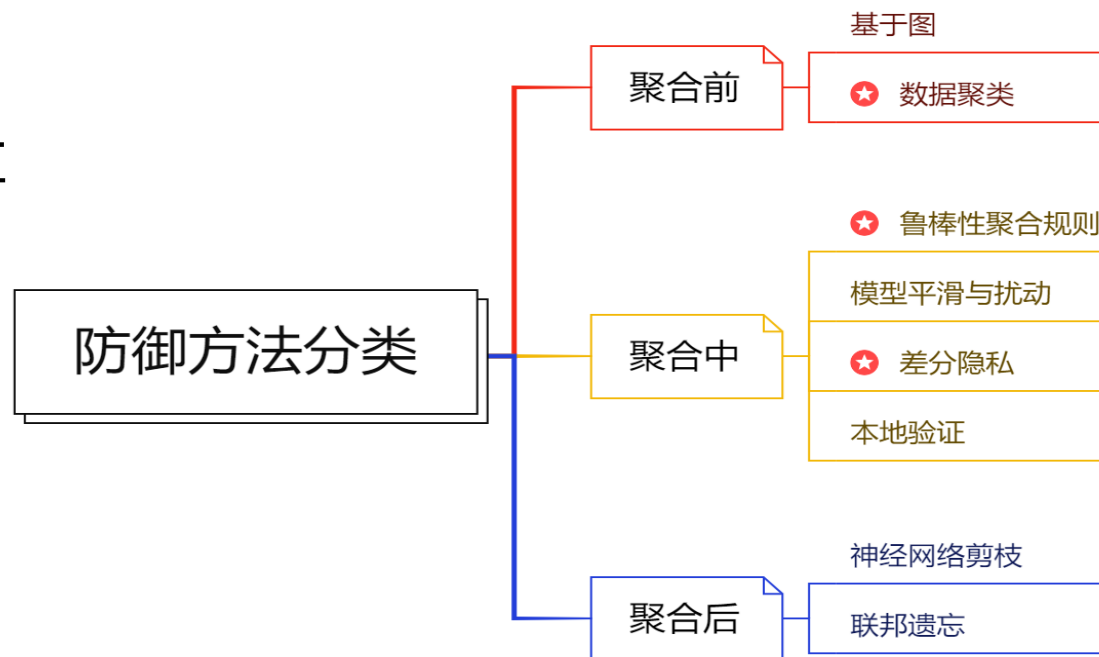 防御方法分类
聚合前
基于图
数据聚类
聚合中
鲁棒性聚合规则
模型平滑与扰动
差分隐私
本地验证
聚合后
神经网络剪枝
联邦遗忘